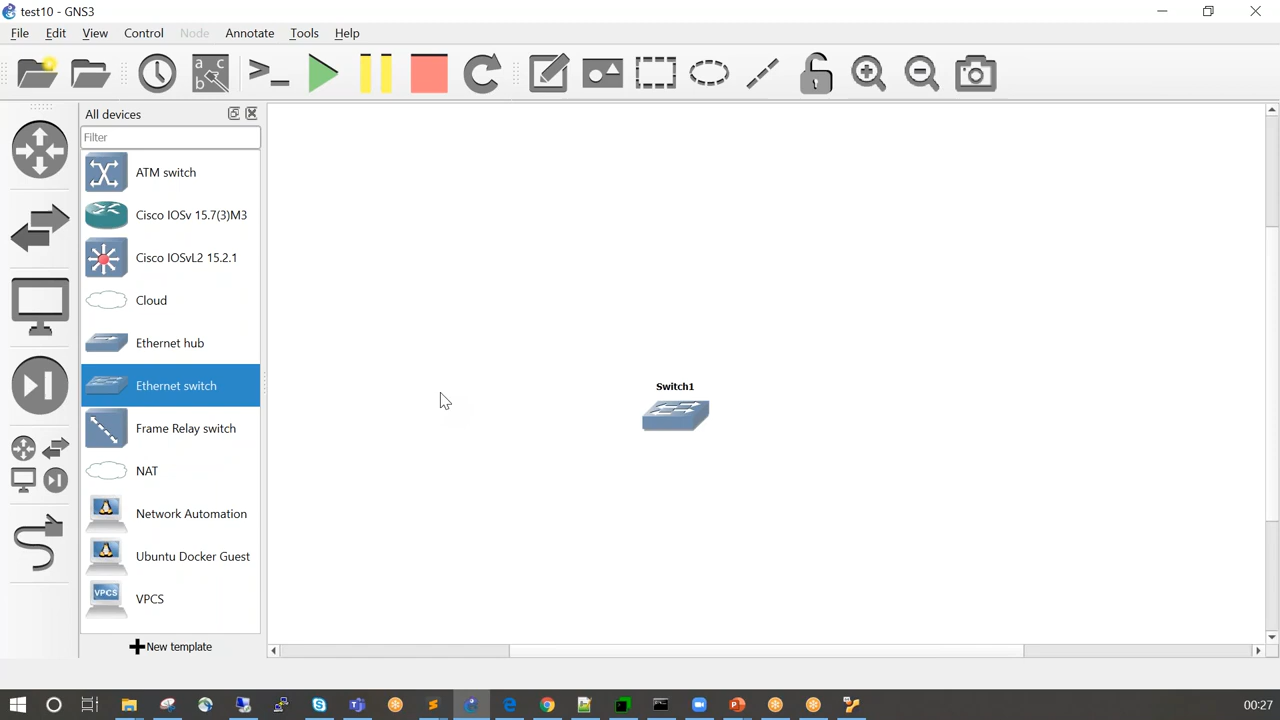 test10 - GNS3
File Edit View Control Node Annotate Tools Help
a c
b
All devices
Filter
ATM switch
Cisco IOSv 15.7(3)M3
Cisco IOSvL2 15.2.1
Cloud
Ethernet hub
Ethernet switch
Frame Relay switch
NAT
Network Automation
Ubuntu Docker Guest
VPCS
VPCS
New template
Switch1
00:27